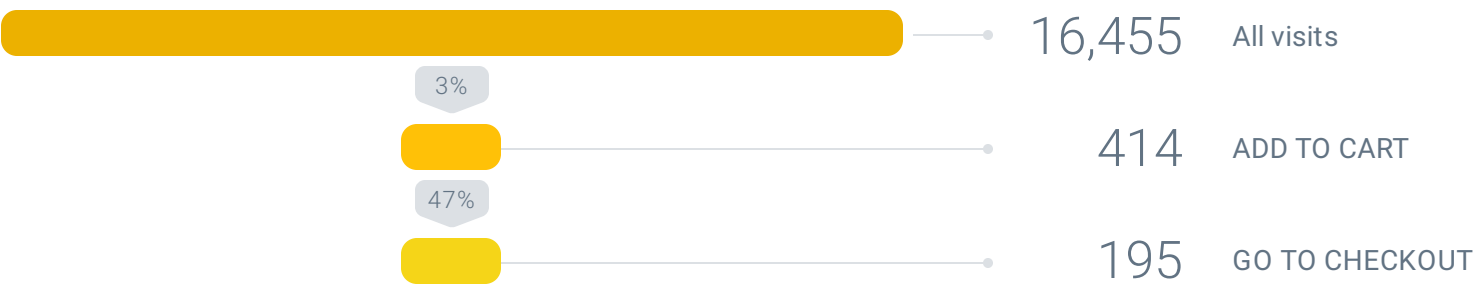 16,455 All visits
3%
414 ADD TO CART
47%
195 GO TO CHECKOUT